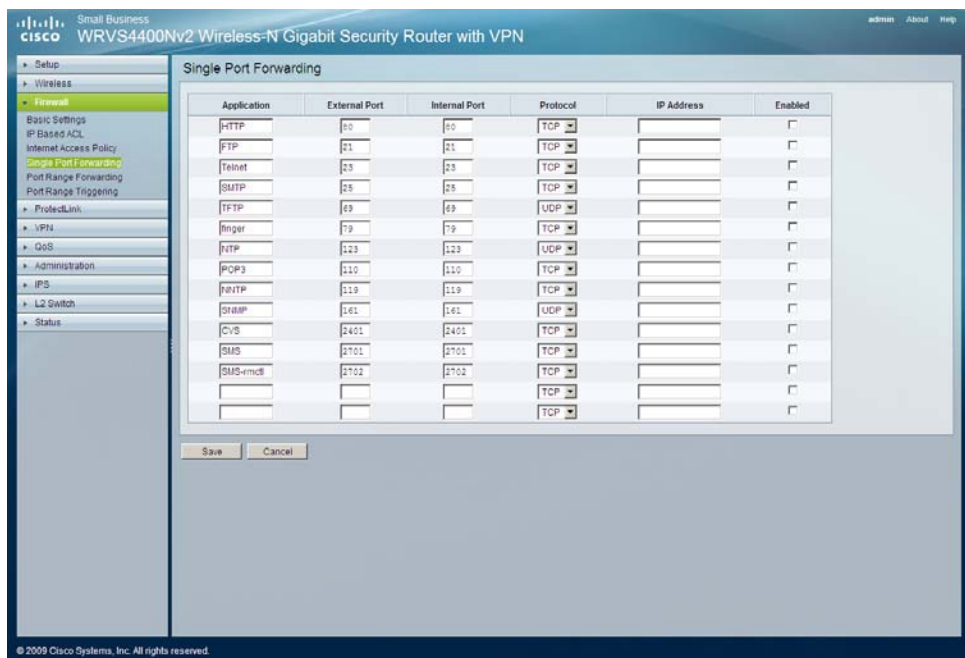 Small Business
cisco WRVS4400Nv2 Wireless-N Gigabit Security Router with VPN
admin About Help
Setup
Wireless
Firewall
Basic Settings
IP Based ACL
Internet Access Policy
Single Port Forwarding
Port Range Forwarding
Port Range Triggering
ProtectLink
VPN
QoS
Administration
IPS
L2 Switch
Status
Single Port Forwarding
Application External Port Internal Port Protocol IP Address Enabled
HTTP 80 80 TCP
FTP 21 21 TCP
Telnet 23 23 TCP
SMTP 25 25 TCP
TFTP 69 69 UDP
finger 79 79 TCP
NTP 123 123 UDP
POP3 110 110 TCP
NNTP 119 119 TCP
SNMP 161 161 UDP
CVS 2401 2401 TCP
SMS 2701 2701 TCP
SMS-rmctl 2702 2702 TCP
TCP
TCP
Save Cancel
© 2009 Cisco Systems, Inc. All rights reserved.